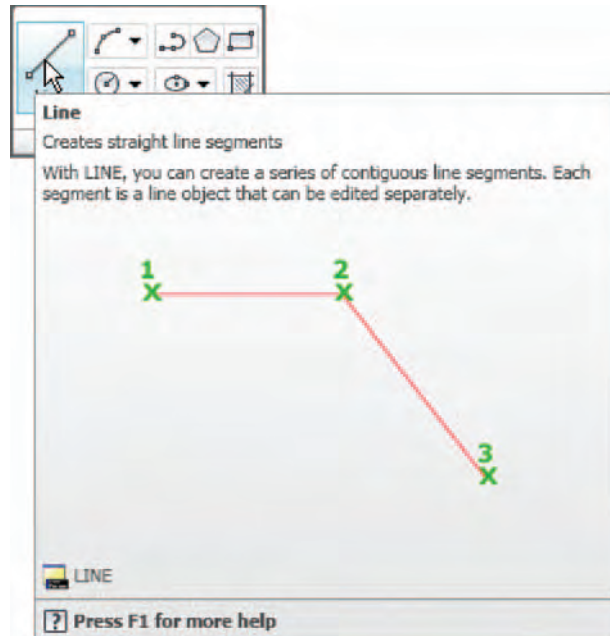 Line
Creates straight line segments
With LINE, you can create a series of contiguous line segments. Each
segment is a line object that can be edited separately.
1
2
3
LINE
? Press F1 for more help